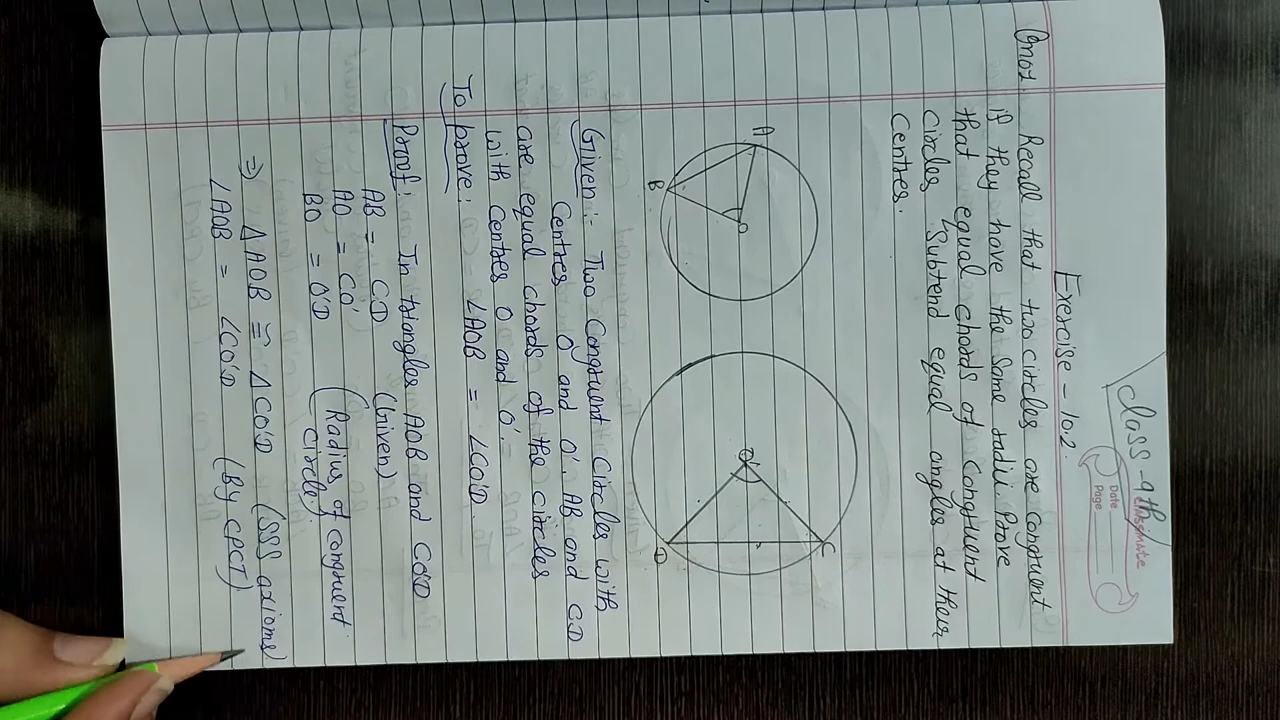 Class - 9th
classmate
Date
Page
Exercise - 10.2
Qno1. Recall that two circles are congruent
if they have the same radii. Prove
that equal chords of congruent
circles subtend equal angles at their
centres.
A
B
O
O'
C
D
Given :- Two Congruent Circles with
Centres O and O'. AB and CD
are equal chords of the circles
with centres O and O'.
To prove: ∠AOB = ∠CO'D.
Proof: In triangles AOB and CO'D
AB = CD (Given)
AO = CO' (Radius of congruent
BO = O'D circle).
⇒ ΔAOB ≅ ΔCO'D (SSS axioms)
∠AOB = ∠CO'D (By CPCT)